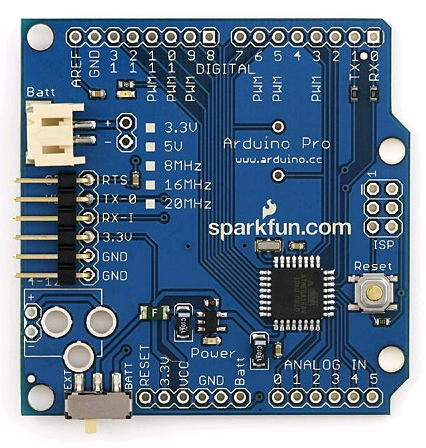 AREF
GND
13
12
11
PWM
10
PWM
9
PWM
8
DIGITAL
7
6
PWM
5
PWM
4
3
PWM
2
1
TX
RX
0
Batt
+
-
3.3V
5V
8MHz
16MHz
20MHz
Arduino Pro
www.arduino.cc
RTS
TX-O
RX-I
3.3V
GND
GND
sparkfun.com
1
ISP
Reset
+
-
Power
EXT
BATT
RESET
3.3V
VCC
GND
Batt
ANALOG IN
0 1 2 3 4 5